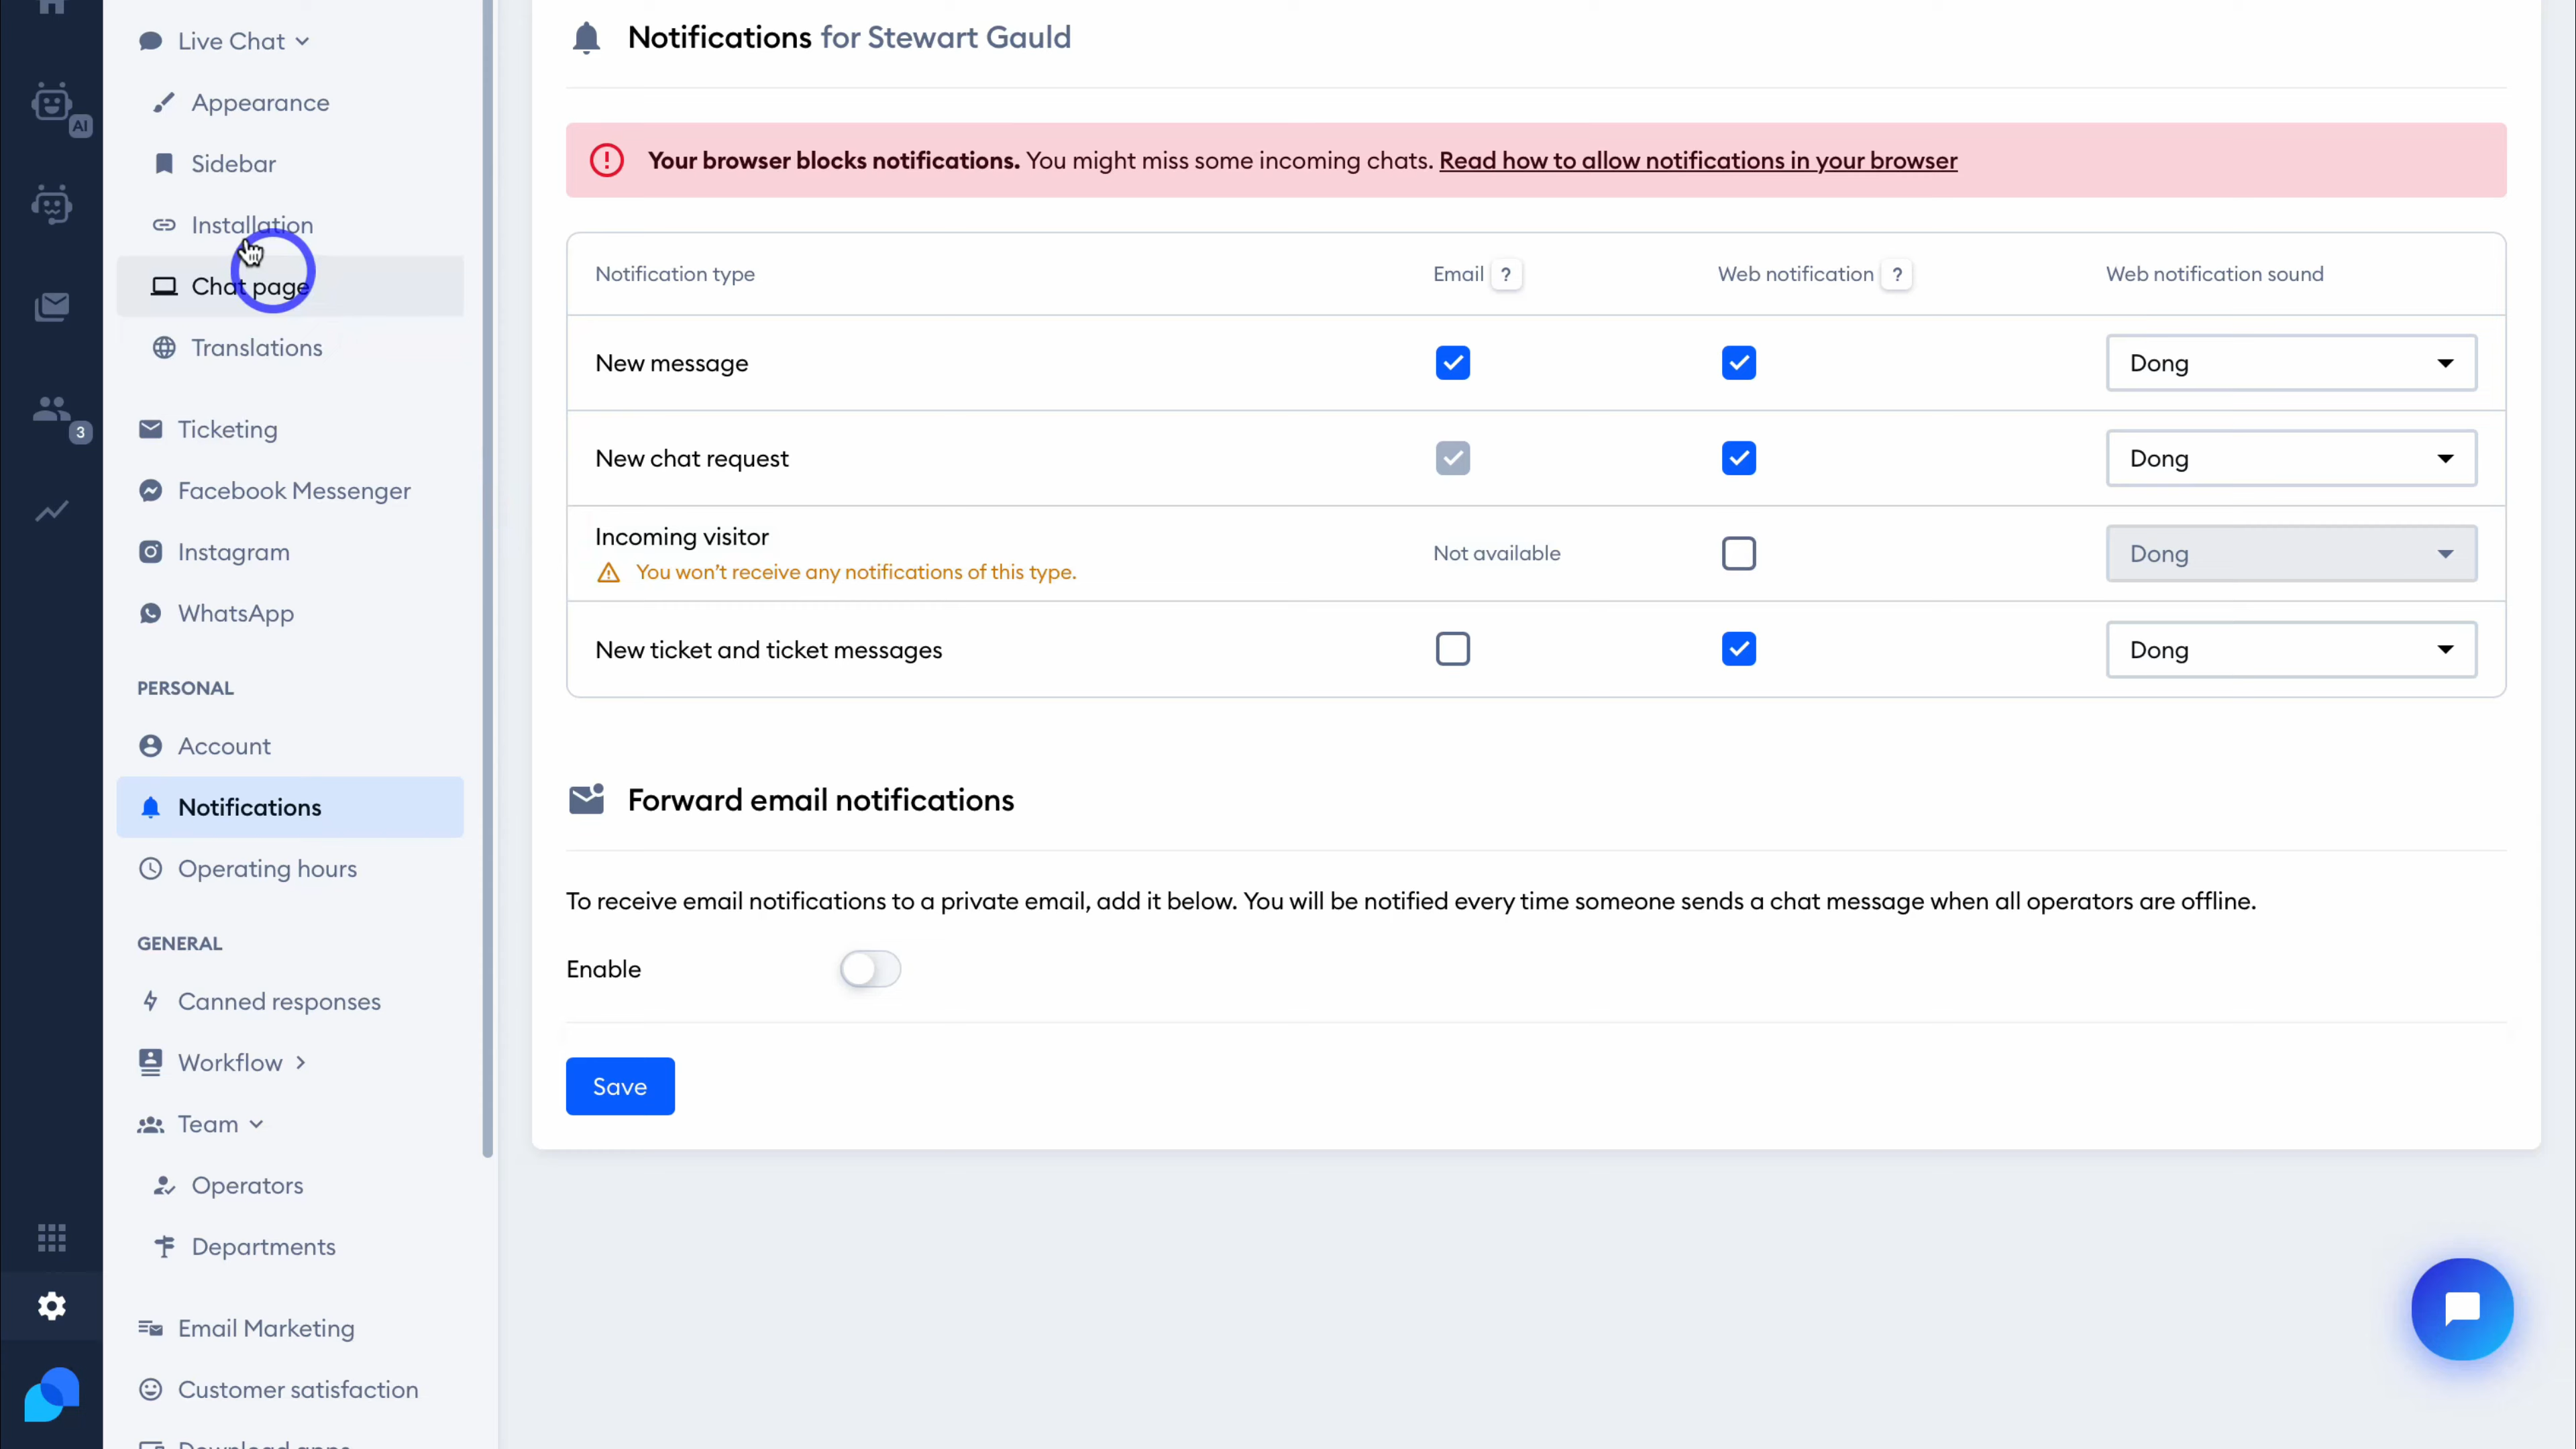 Live Chat
Appearance
Sidebar
Installation
Chat page
Translations
Ticketing
Facebook Messenger
Instagram
WhatsApp
PERSONAL
Account
Notifications
Operating hours
GENERAL
Canned responses
Workflow
Team
Operators
Departments
Email Marketing
Customer satisfaction
Download apps
AI
3
Notifications for Stewart Gauld
Your browser blocks notifications. You might miss some incoming chats. Read how to allow notifications in your browser
Notification type Email ? Web notification ? Web notification sound
New message Dong
New chat request Dong
Incoming visitor Not available Dong
You won't receive any notifications of this type.
New ticket and ticket messages Dong
Forward email notifications
To receive email notifications to a private email, add it below. You will be notified every time someone sends a chat message when all operators are offline.
Enable
Save